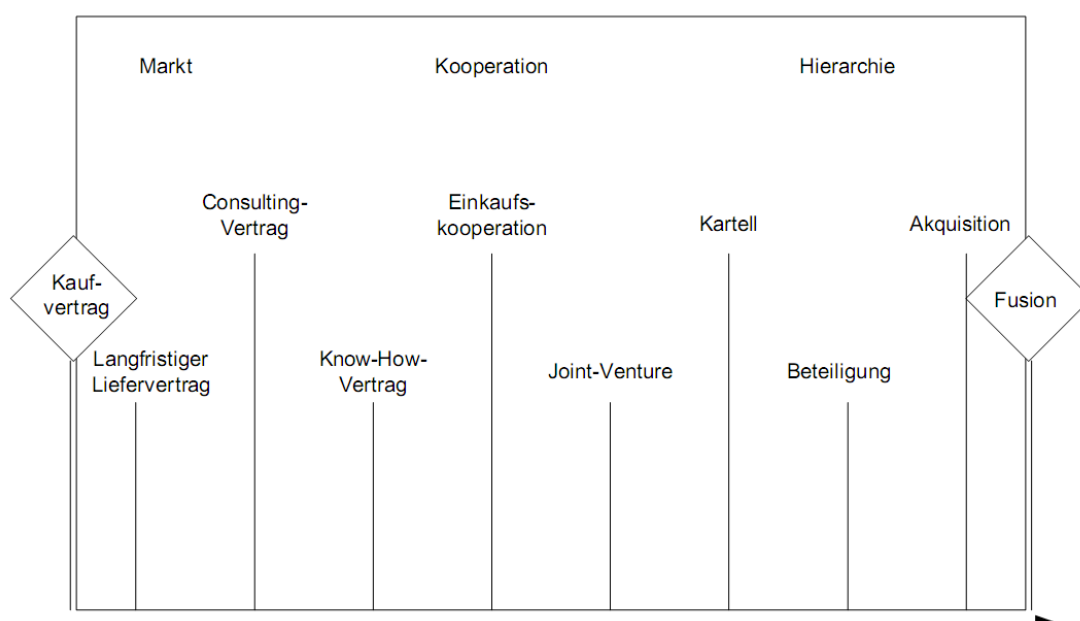 Markt
Kooperation
Hierarchie
Consulting-
Vertrag
Einkaufs-
kooperation
Kartell
Akquisition
Kauf-
vertrag
Fusion
Langfristiger
Liefervertrag
Know-How-
Vertrag
Joint-Venture
Beteiligung